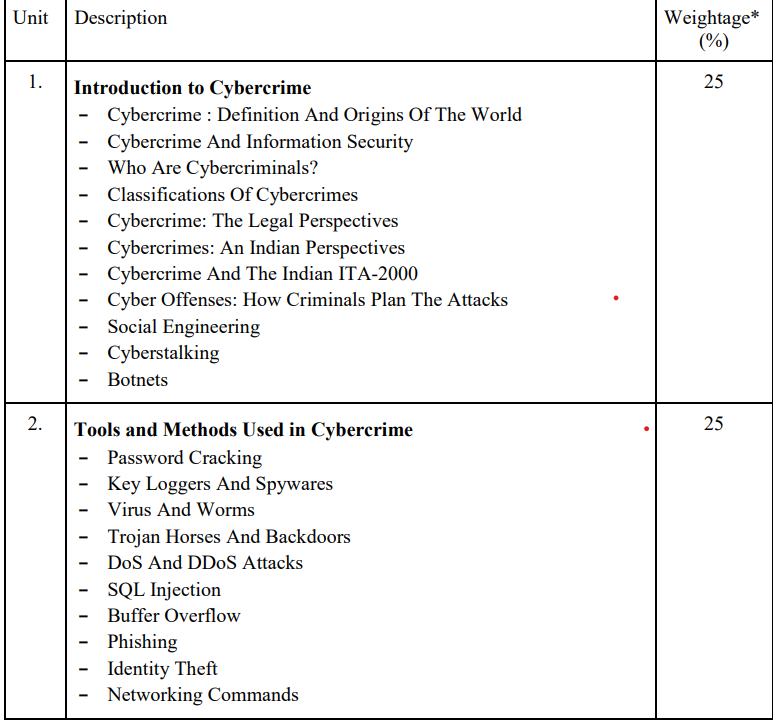 Unit Description Weightage*
(%)
1. Introduction to Cybercrime 25
− Cybercrime : Definition And Origins Of The World
− Cybercrime And Information Security
− Who Are Cybercriminals?
− Classifications Of Cybercrimes
− Cybercrime: The Legal Perspectives
− Cybercrimes: An Indian Perspectives
− Cybercrime And The Indian ITA-2000
− Cyber Offenses: How Criminals Plan The Attacks
− Social Engineering
− Cyberstalking
− Botnets
2. Tools and Methods Used in Cybercrime 25
− Password Cracking
− Key Loggers And Spywares
− Virus And Worms
− Trojan Horses And Backdoors
− DoS And DDoS Attacks
− SQL Injection
− Buffer Overflow
− Phishing
− Identity Theft
− Networking Commands